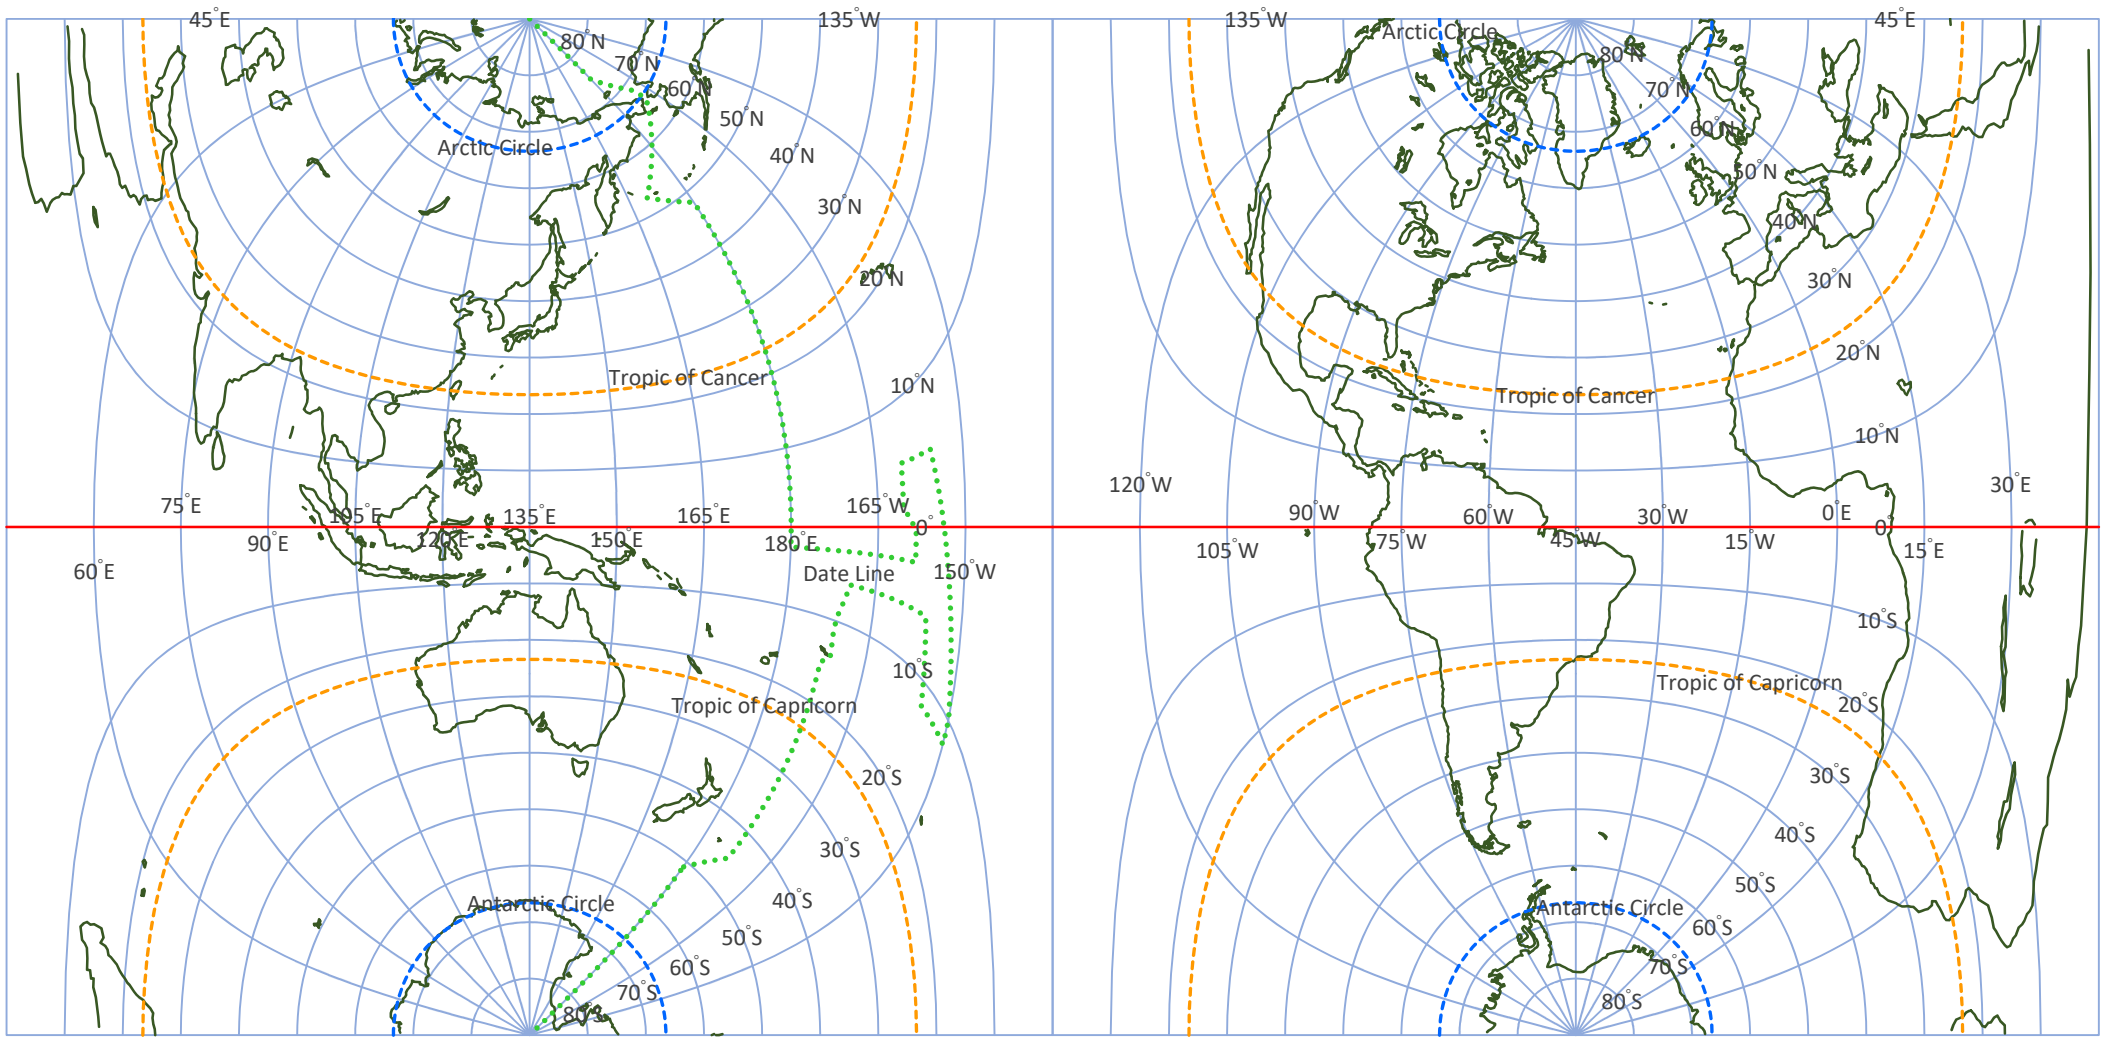 45°E
135°W
135°W
45°E
Arctic Circle
80°N
80°N
70°N
70°N
60°N
60°N
50°N
Arctic Circle
40°N
50°N
30°N
40°N
20°N
30°N
Tropic of Cancer
10°N
20°N
Tropic of Cancer
10°N
75°E
105°E
135°E
165°E
165°W
0°
120°W
90°W
60°W
30°W
0°E
0°
30°E
90°E
120°E
150°E
180°E
105°W
75°W
45°W
15°W
15°E
60°E
Date Line
150°W
10°S
10°S
Tropic of Capricorn
Tropic of Capricorn
20°S
20°S
30°S
30°S
40°S
40°S
50°S
Antarctic Circle
Antarctic Circle
50°S
60°S
60°S
70°S
70°S
80°S
80°S